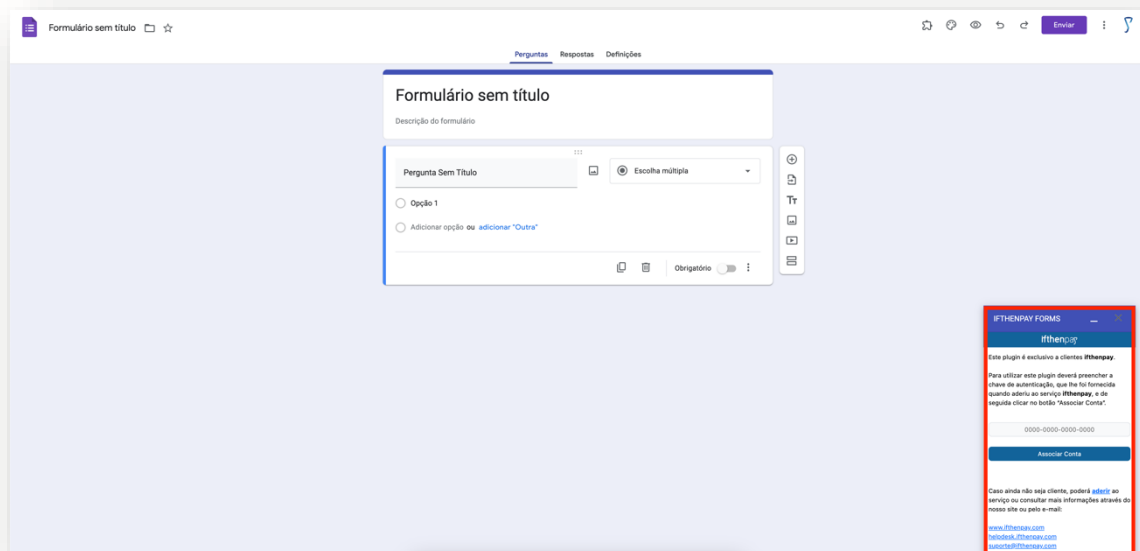 Formulário sem título
Enviar
Perguntas Respostas Definições
Formulário sem título
Descrição do formulário
Pergunta Sem Título
Escolha múltipla
Opção 1
Adicionar opção ou adicionar "Outra"
Obrigatório
IFTHENPAY FORMS
ifthenpay
Este plugin é exclusivo a clientes ifthenpay.
Para utilizar este plugin deverá preencher a
chave de autenticação, que lhe foi fornecida
quando aderiu ao serviço ifthenpay, e de
seguida clicar no botão "Associar Conta".
0000-0000-0000-0000
Associar Conta
Caso ainda não seja cliente, poderá aderir ao
serviço ou consultar mais informações através do
nosso site ou pelo e-mail:
www.ifthenpay.com
helpdesk.ifthenpay.com
suporte@ifthenpay.com